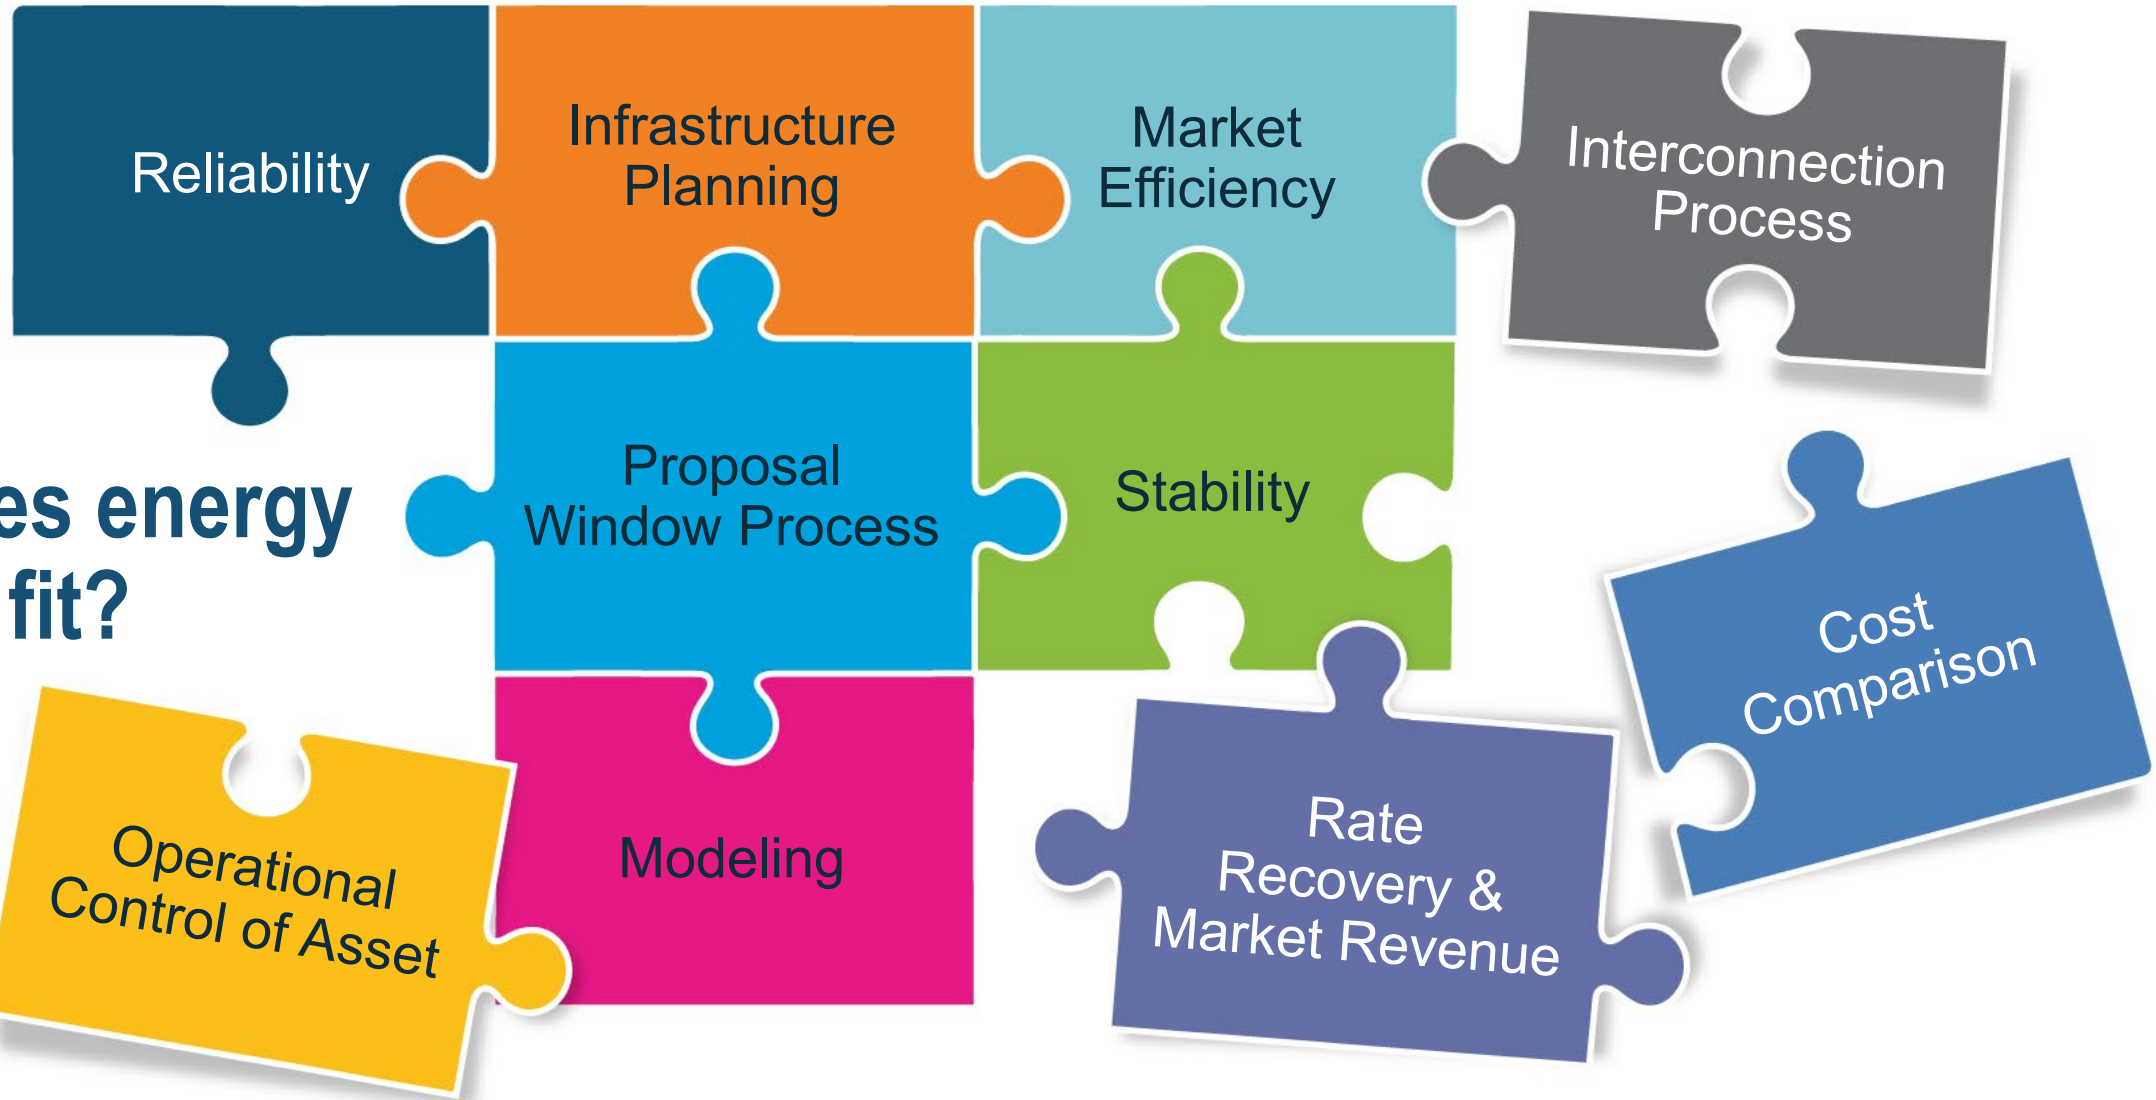 Reliability
Infrastructure
Planning
Market
Efficiency
Interconnection
Process
energy
fit?
Proposal
Window Process
Stability
Cost
Comparison
Operational
Control of Asset
Modeling
Rate
Recovery &
Market Revenue